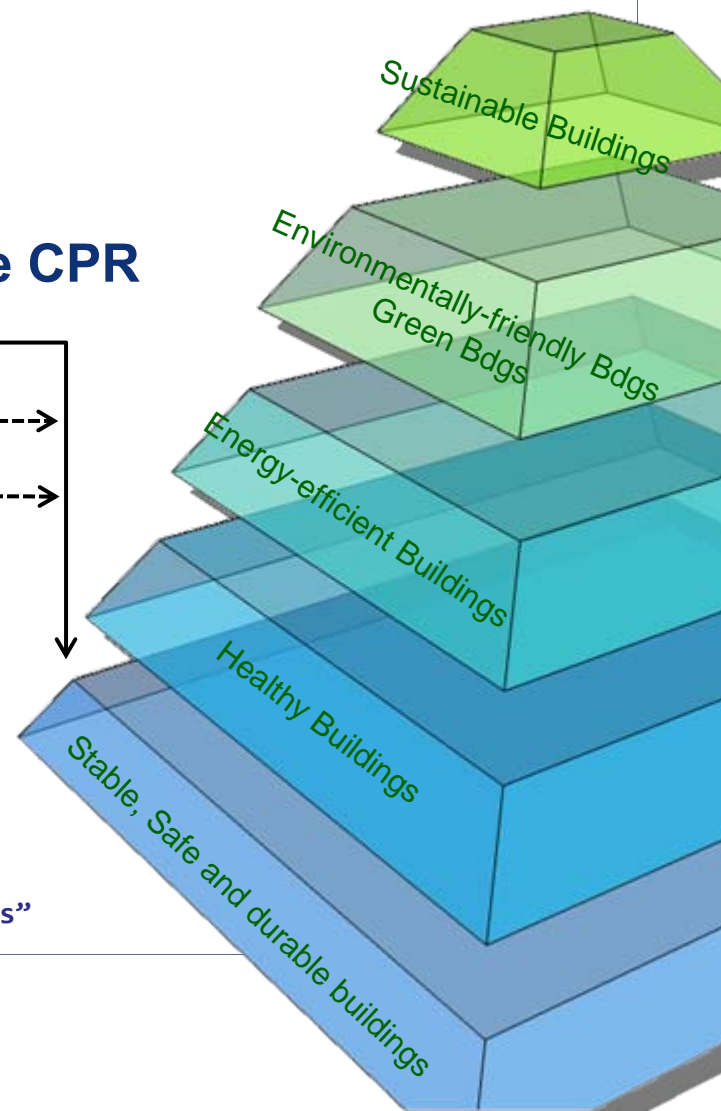 Sustainable Buildings
e CPR
Environmentally-friendly Bdgs
Green Bdgs
Energy-efficient Buildings
Healthy Buildings
Stable, Safe and durable buildings
s”